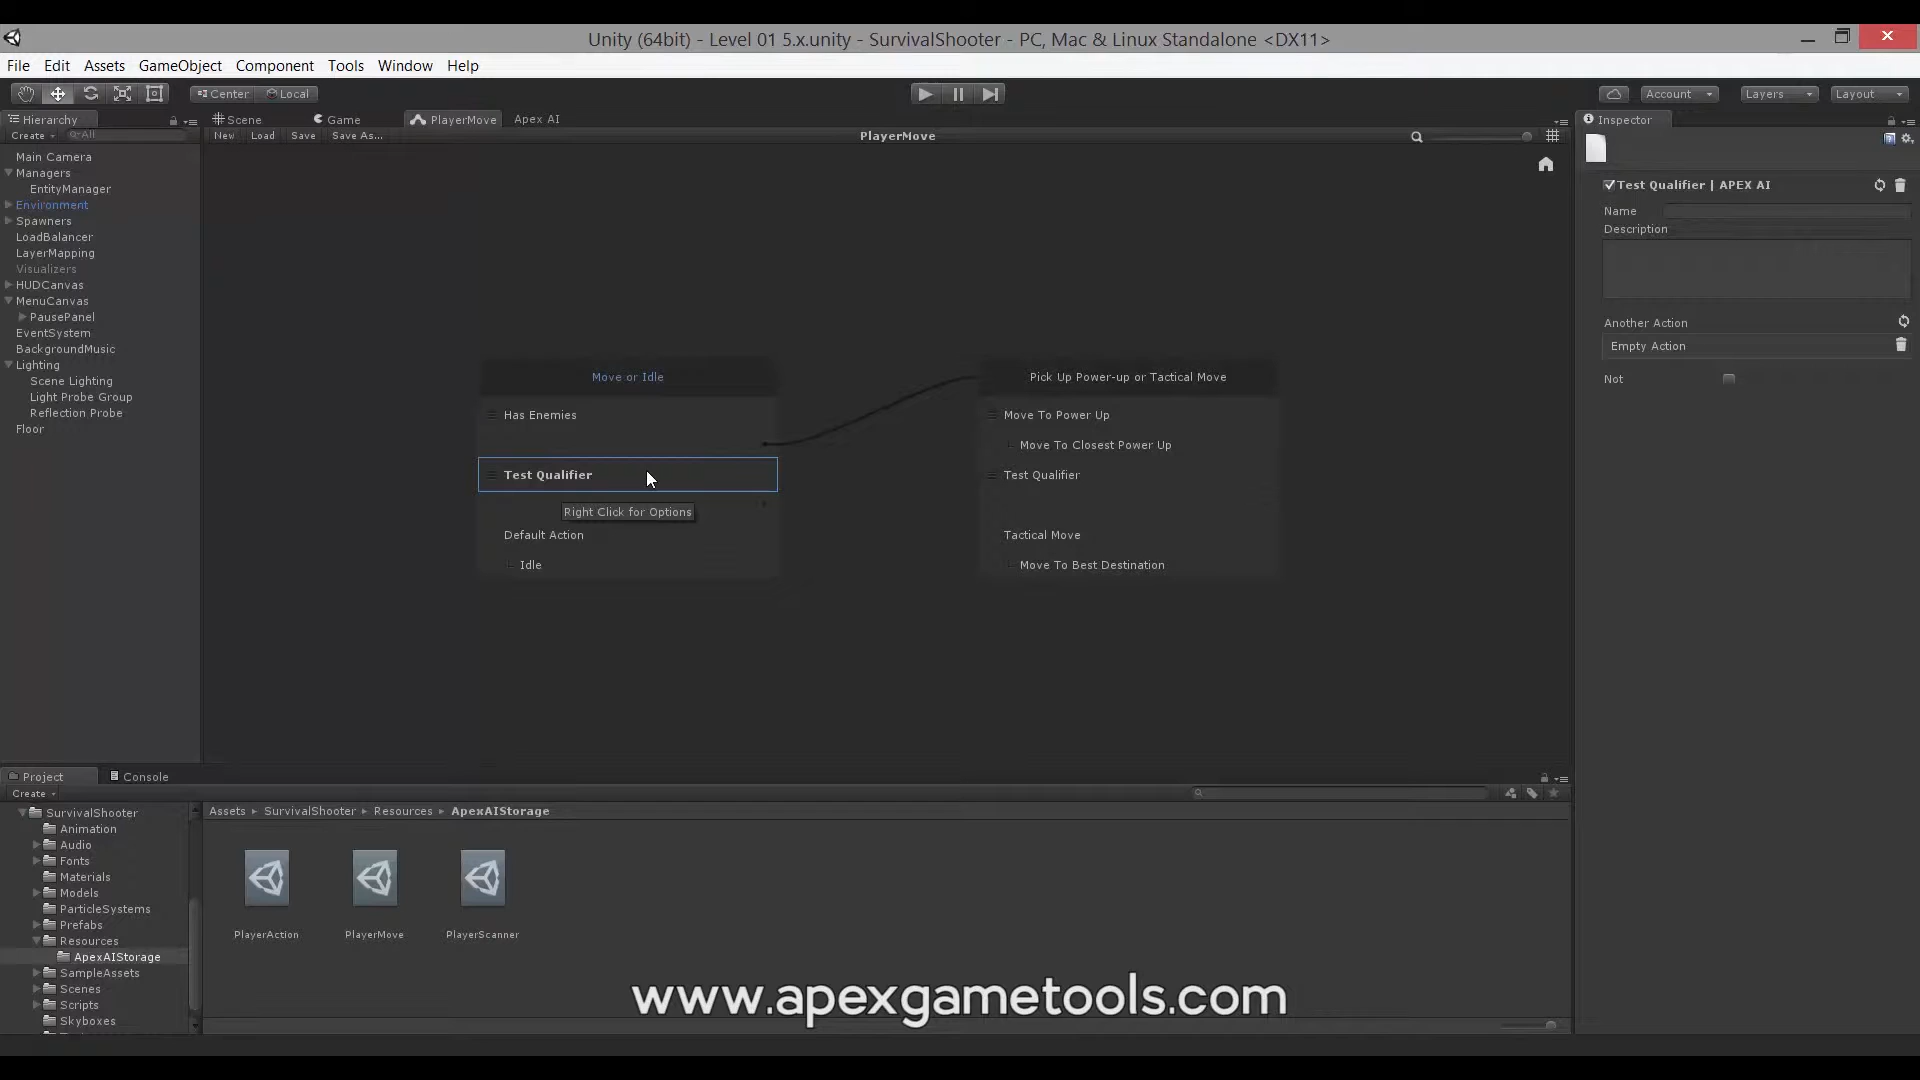 Unity (64bit) - Level 01 5.x.unity - SurvivalShooter - PC, Mac & Linux Standalone <DX11>
File Edit Assets GameObject Component Tools Window Help
Center Local Account Layers Layout
Hierarchy
Create
All
Main Camera
Managers
EntityManager
Environment
Spawners
LoadBalancer
LayerMapping
Visualizers
HUDCanvas
MenuCanvas
PausePanel
EventSystem
BackgroundMusic
Lighting
Scene Lighting
Light Probe Group
Reflection Probe
Floor
Scene Game PlayerMove Apex AI
New Load Save Save As...
PlayerMove
Move or Idle
Has Enemies
Test Qualifier
Right Click for Options
Default Action
Idle
Pick Up Power-up or Tactical Move
Move To Power Up
Move To Closest Power Up
Test Qualifier
Tactical Move
Move To Best Destination
Inspector
Test Qualifier | APEX AI
Name
Description
Another Action
Empty Action
Not
Project Console
Create
SurvivalShooter
Animation
Audio
Fonts
Materials
Models
ParticleSystems
Prefabs
Resources
ApexAIStorage
SampleAssets
Scenes
Scripts
Skyboxes
Assets SurvivalShooter Resources ApexAIStorage
PlayerAction PlayerMove PlayerScanner
www.apexgametools.com